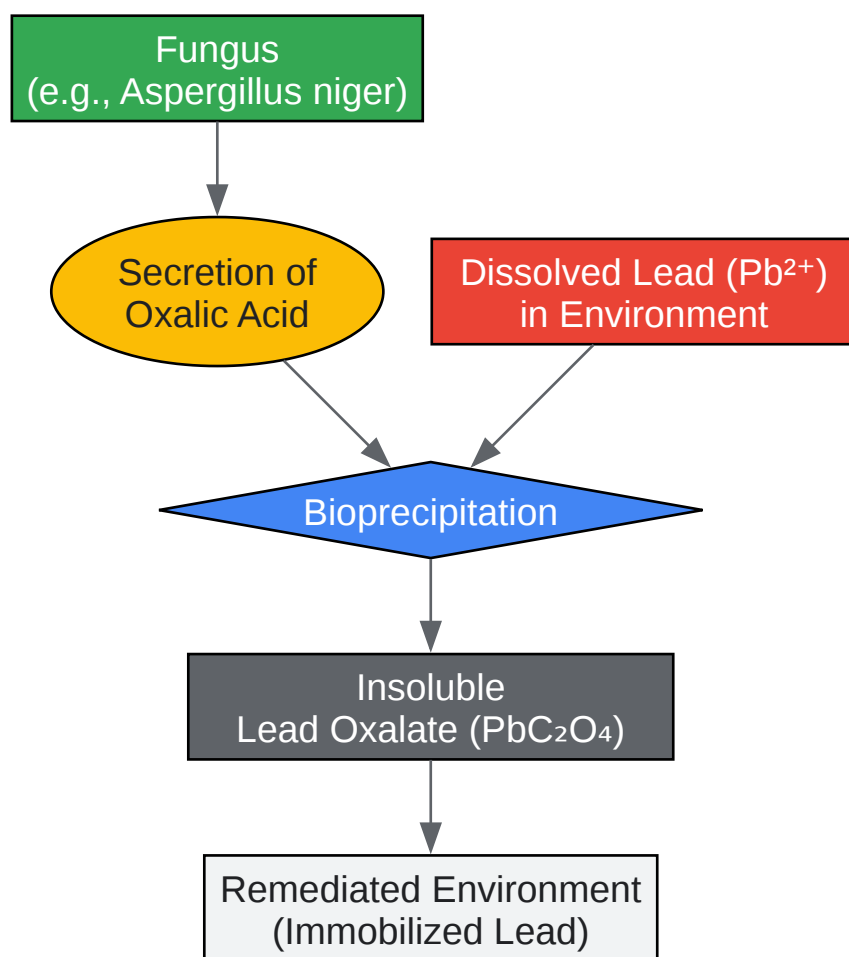 Fungus
(e.g., Aspergillus niger)
Secretion of
Oxalic Acid
Dissolved Lead (Pb²⁺)
in Environment
Bioprecipitation
Insoluble
Lead Oxalate (PbC₂O₄)
Remediated Environment
(Immobilized Lead)